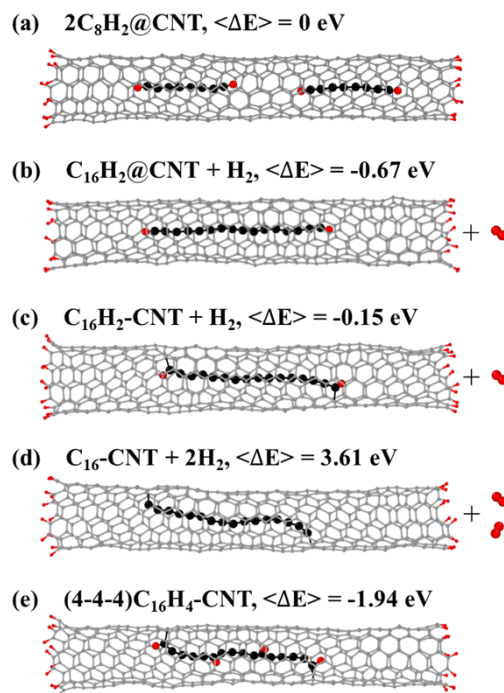 (a) 2C₈H₂@CNT, <ΔE> = 0 eV
(b) C₁₆H₂@CNT + H₂, <ΔE> = -0.67 eV
+
(c) C₁₆H₂-CNT + H₂, <ΔE> = -0.15 eV
+
(d) C₁₆-CNT + 2H₂, <ΔE> = 3.61 eV
+
(e) (4-4-4)C₁₆H₄-CNT, <ΔE> = -1.94 eV